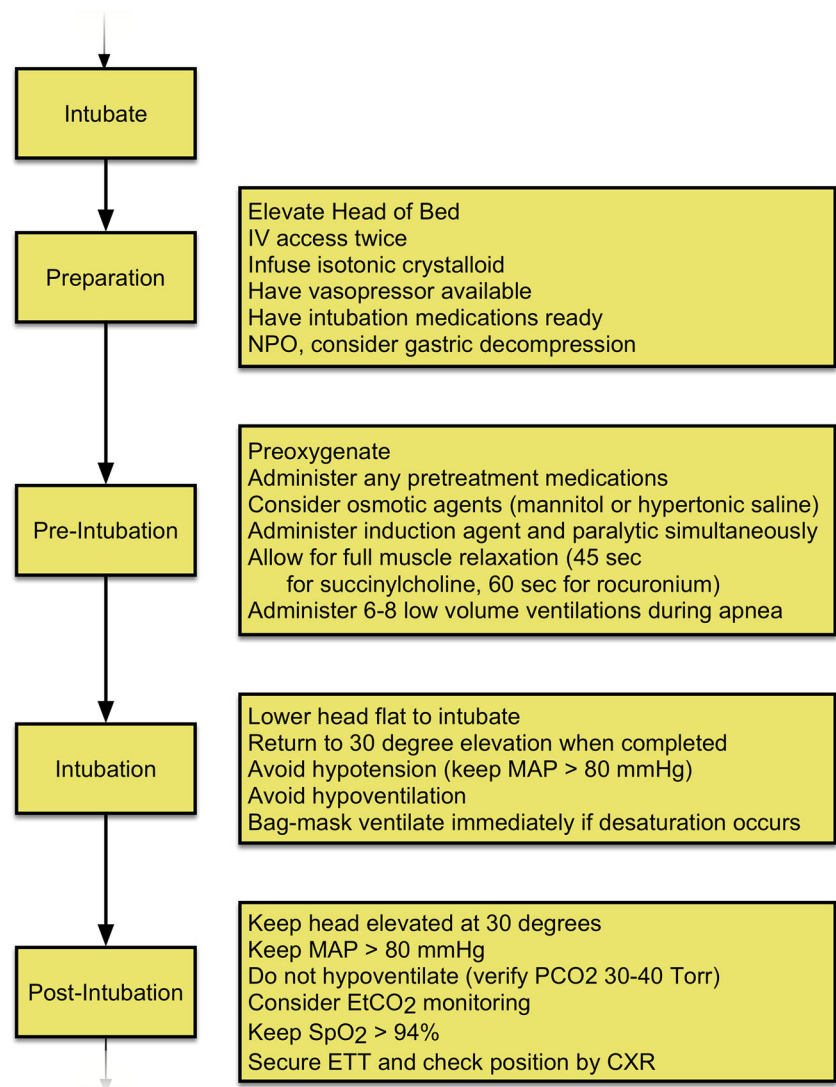 Intubate
Preparation
Elevate Head of Bed
IV access twice
Infuse isotonic crystalloid
Have vasopressor available
Have intubation medications ready
NPO, consider gastric decompression
Pre-Intubation
Preoxygenate
Administer any pretreatment medications
Consider osmotic agents (mannitol or hypertonic saline)
Administer induction agent and paralytic simultaneously
Allow for full muscle relaxation (45 sec
for succinylcholine, 60 sec for rocuronium)
Administer 6-8 low volume ventilations during apnea
Intubation
Lower head flat to intubate
Return to 30 degree elevation when completed
Avoid hypotension (keep MAP > 80 mmHg)
Avoid hypoventilation
Bag-mask ventilate immediately if desaturation occurs
Post-Intubation
Keep head elevated at 30 degrees
Keep MAP > 80 mmHg
Do not hypoventilate (verify PCO2 30-40 Torr)
Consider EtCO2 monitoring
Keep SpO2 > 94%
Secure ETT and check position by CXR